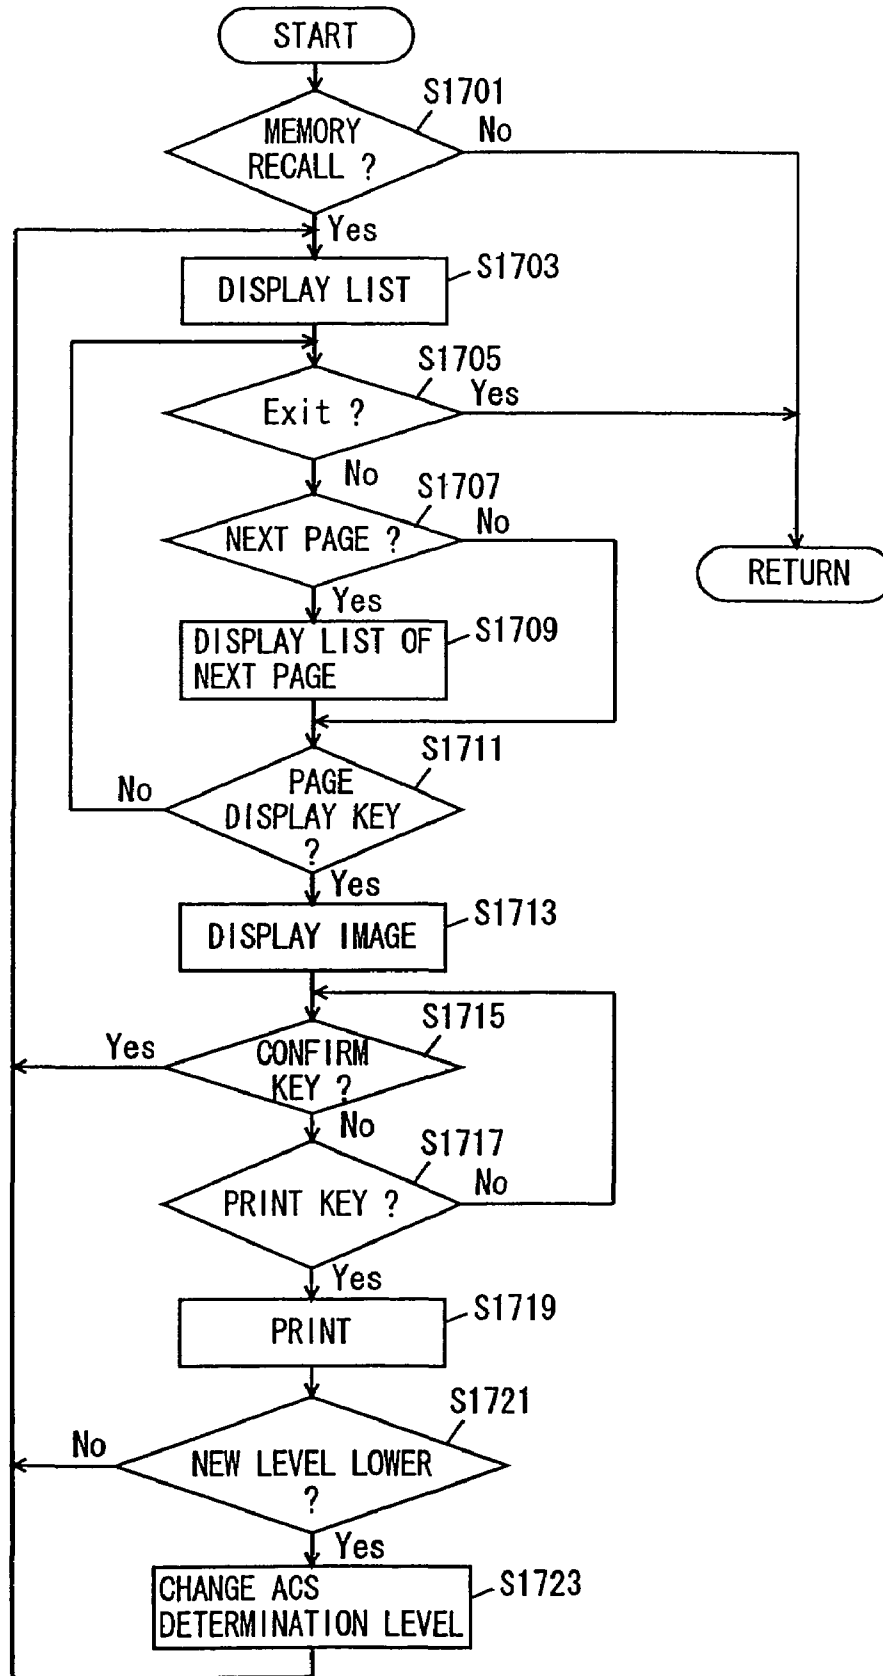 START
S1701
MEMORY
RECALL ?
No
Yes
DISPLAY LIST
S1703
S1705
Exit ?
Yes
No
S1707
NEXT PAGE ?
No
RETURN
Yes
DISPLAY LIST OF
NEXT PAGE
S1709
S1711
No
PAGE
DISPLAY KEY
?
Yes
DISPLAY IMAGE
S1713
S1715
Yes
CONFIRM
KEY ?
No
S1717
PRINT KEY ?
No
Yes
PRINT
S1719
S1721
No
NEW LEVEL LOWER
?
Yes
CHANGE ACS
DETERMINATION LEVEL
S1723